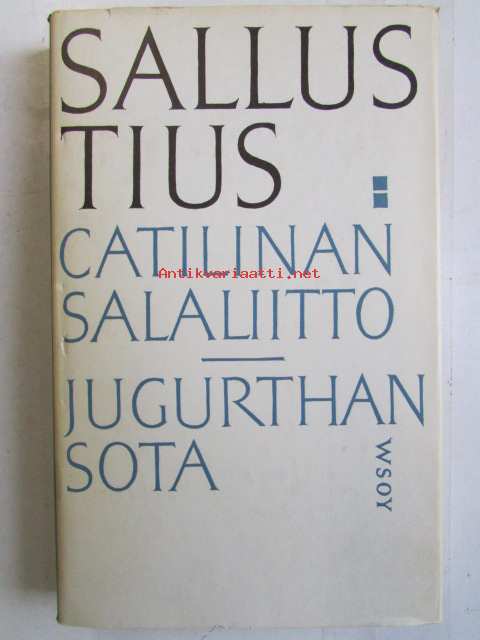 SALLUS
TIUS
CATILINAN
Antikvariaatti.net
SALALIITTO
JUGURTHAN
SOTA
WSOY